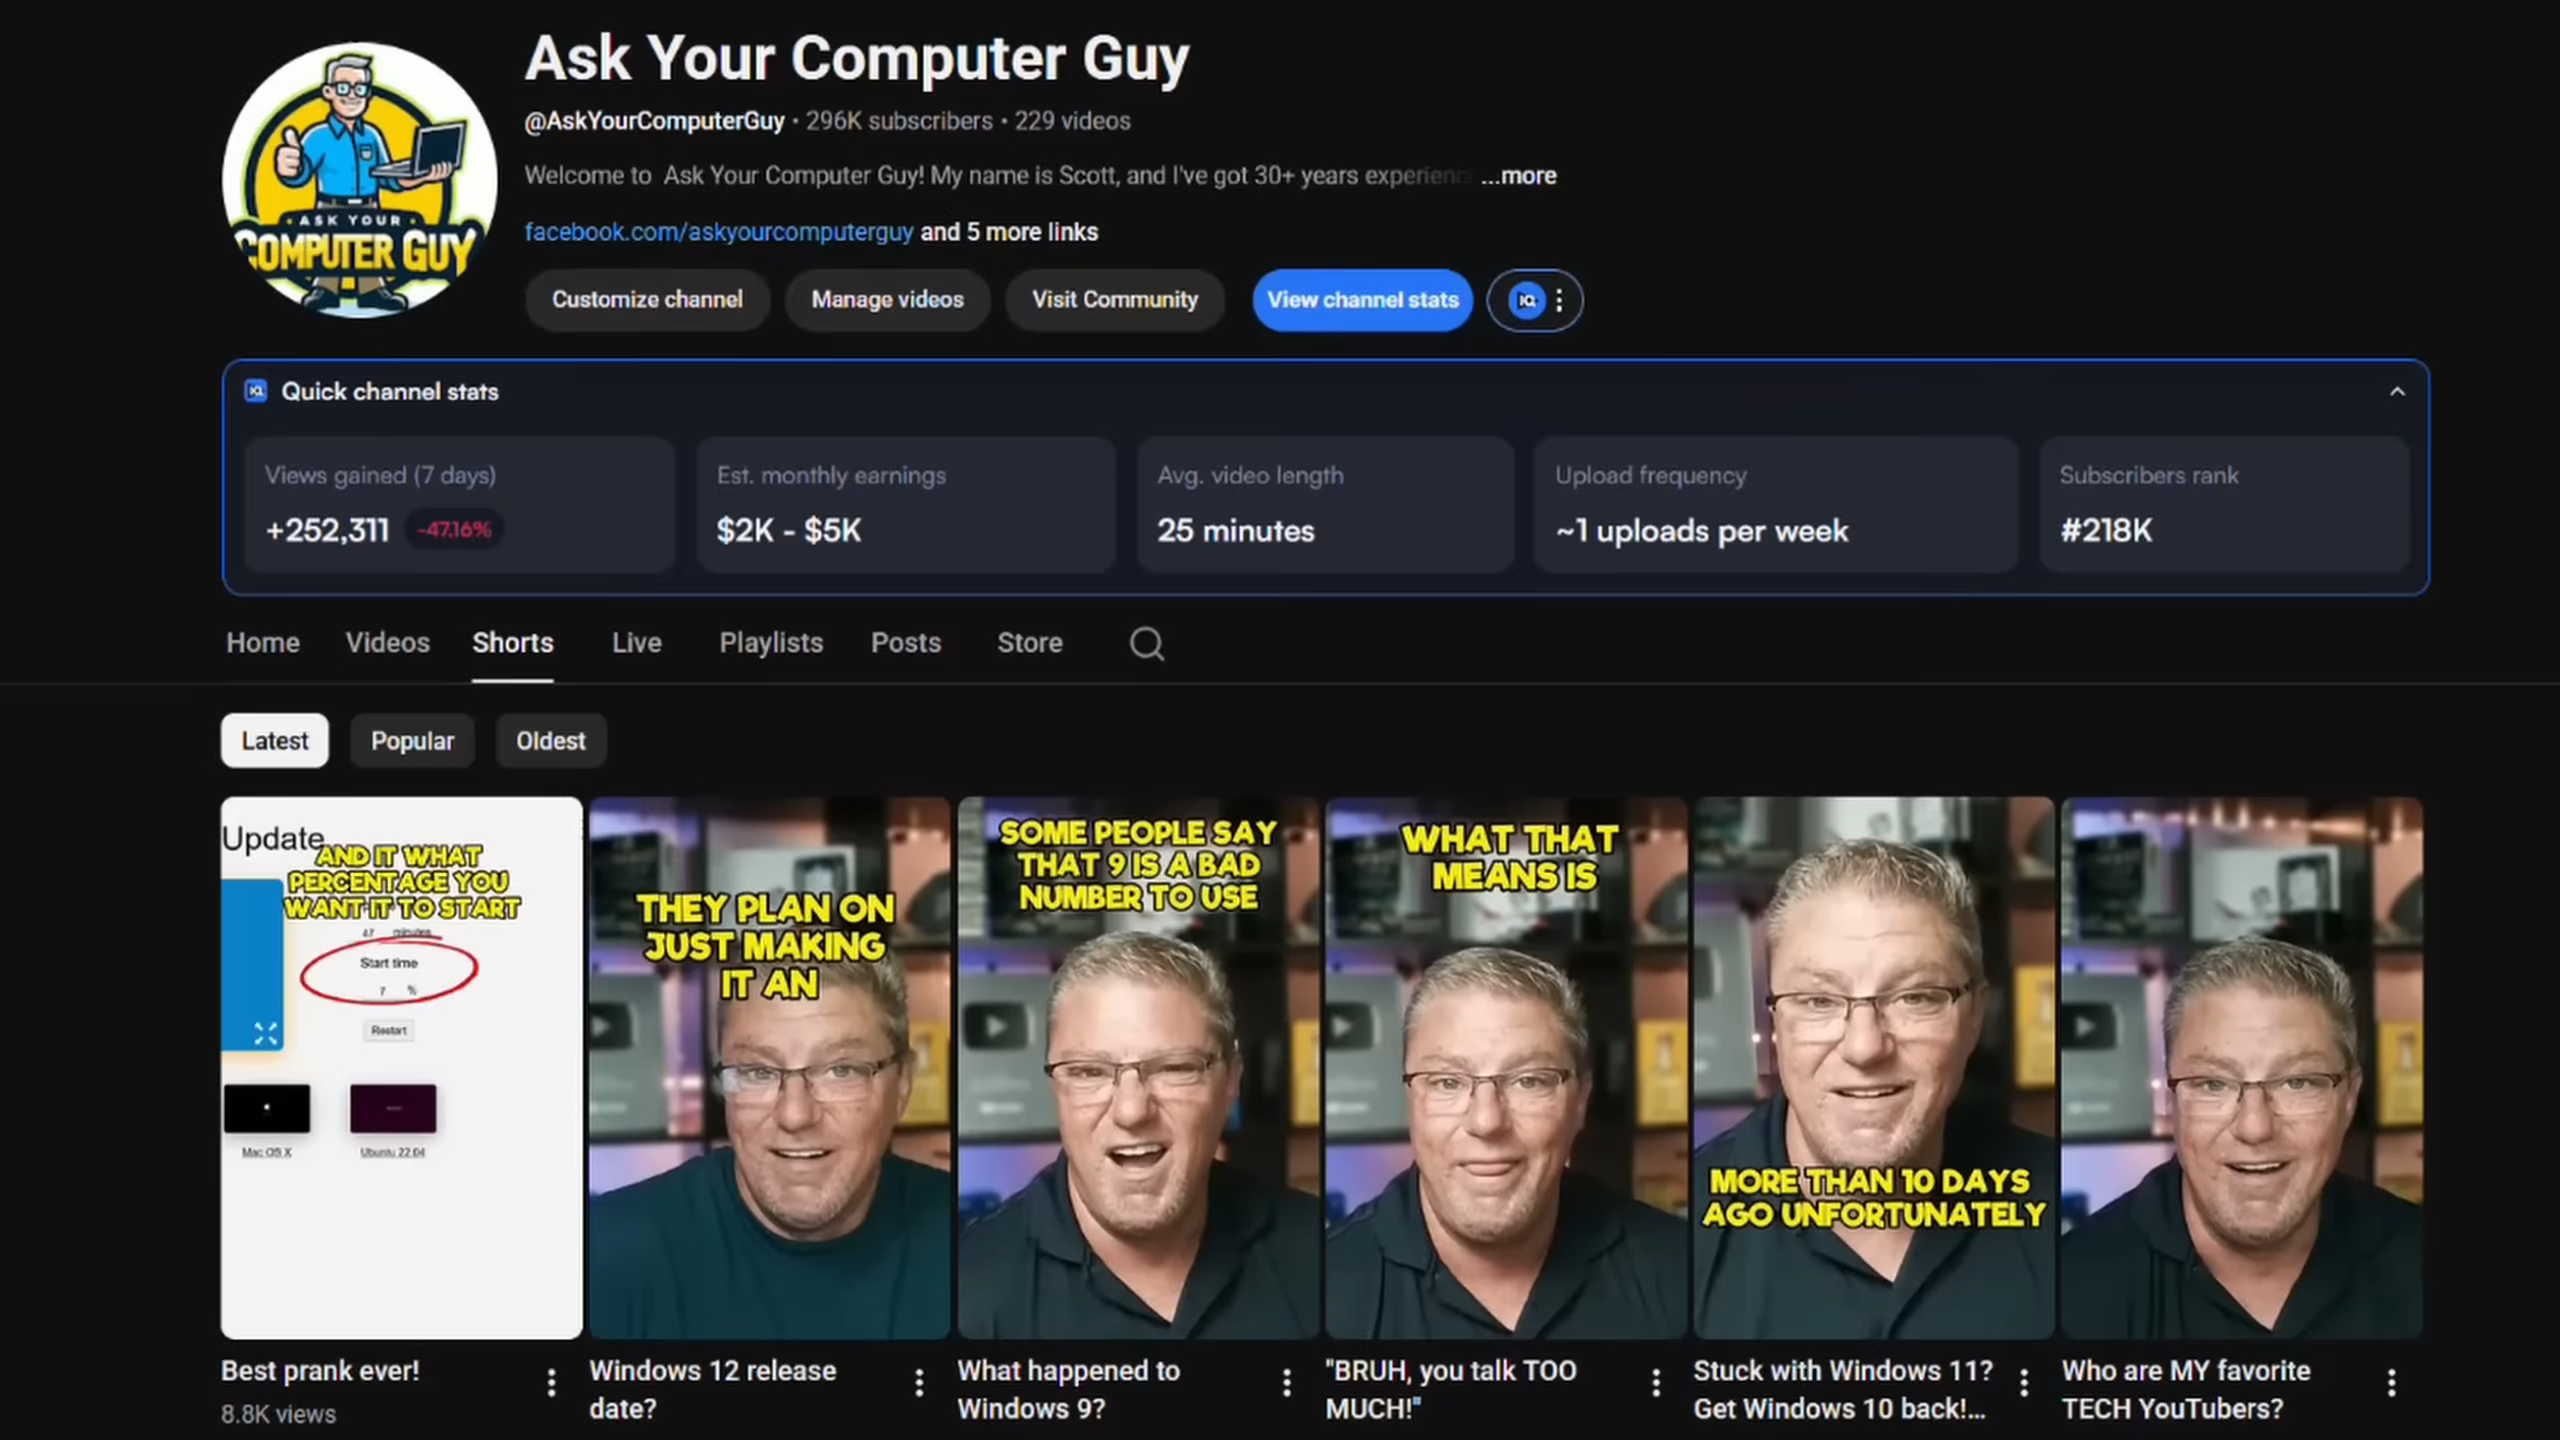 Ask Your Computer Guy
@AskYourComputerGuy • 296K subscribers • 229 videos
Welcome to Ask Your Computer Guy! My name is Scott, and I've got 30+ years experienc ...more
facebook.com/askyourcomputerguy and 5 more links
ASK YOUR
COMPUTER GUY
Customize channel
Manage videos
Visit Community
View channel stats
Quick channel stats
Views gained (7 days)
+252,311 -47.16%
Est. monthly earnings
$2K - $5K
Avg. video length
25 minutes
Upload frequency
~1 uploads per week
Subscribers rank
#218K
Home
Videos
Shorts
Live
Playlists
Posts
Store
Latest
Popular
Oldest
Update
AND IT WHAT
PERCENTAGE YOU
WANT IT TO START
47 minutes
Start time
7 %
Restart
Mac OS X
Ubuntu 22.04
THEY PLAN ON
JUST MAKING
IT AN
SOME PEOPLE SAY
THAT 9 IS A BAD
NUMBER TO USE
WHAT THAT
MEANS IS
MORE THAN 10 DAYS
AGO UNFORTUNATELY
Best prank ever!
8.8K views
Windows 12 release
date?
What happened to
Windows 9?
"BRUH, you talk TOO
MUCH!"
Stuck with Windows 11?
Get Windows 10 back!...
Who are MY favorite
TECH YouTubers?